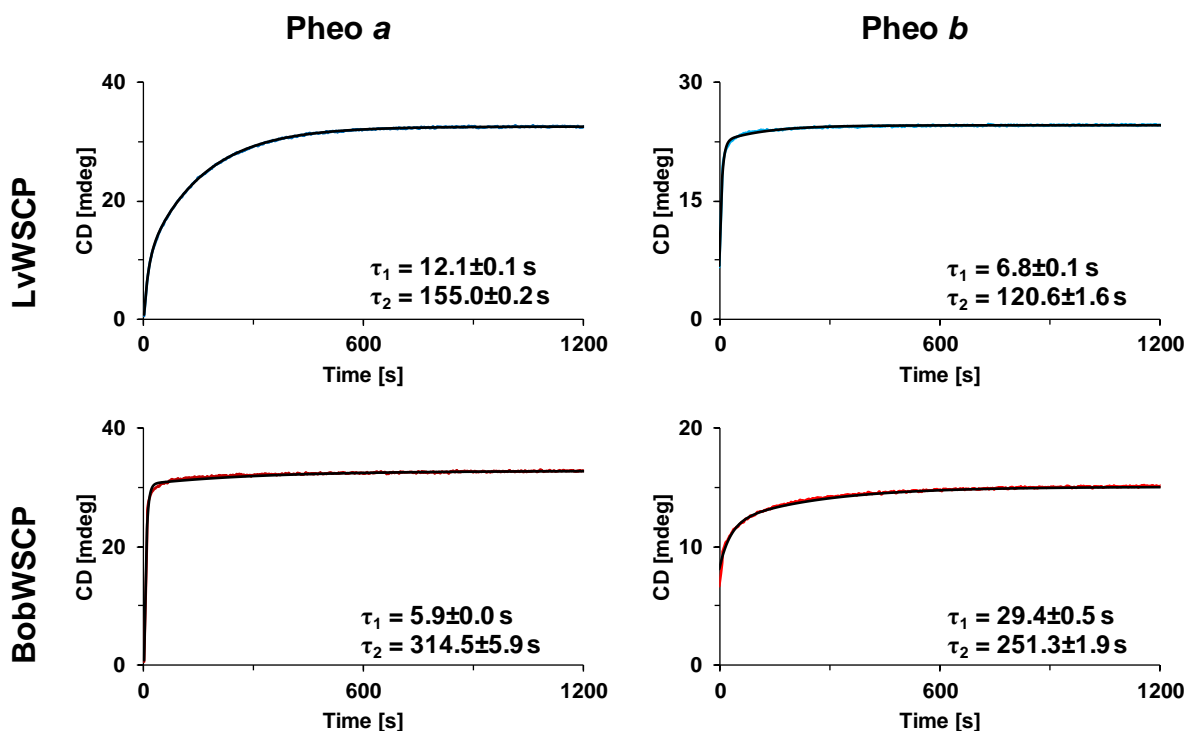 Pheo a
Pheo b
LvWSCP
CD [mdeg]
40
20
0
τ1 = 12.1±0.1 s
τ2 = 155.0±0.2 s
0
600
1200
Time [s]
CD [mdeg]
30
15
0
τ1 = 6.8±0.1 s
τ2 = 120.6±1.6 s
0
600
1200
Time [s]
BobWSCP
CD [mdeg]
40
20
0
τ1 = 5.9±0.0 s
τ2 = 314.5±5.9 s
0
600
1200
Time [s]
CD [mdeg]
20
10
0
τ1 = 29.4±0.5 s
τ2 = 251.3±1.9 s
0
600
1200
Time [s]